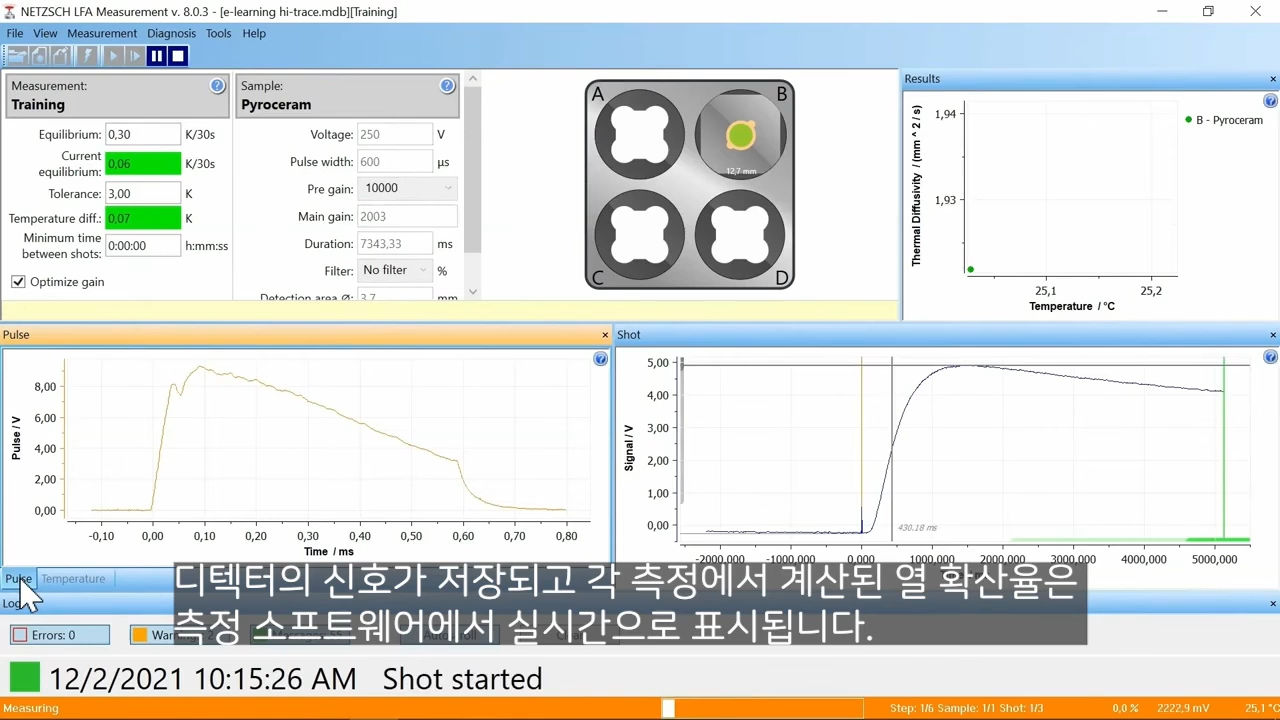 NETZSCH LFA Measurement v. 8.0.3 - [e-learning hi-trace.mdb][Training]
File View Measurement Diagnosis Tools Help
Measurement:
Training
Equilibrium: 0,30 K/30s
Current
equilibrium: 0,06 K/30s
Tolerance: 3,00 K
Temperature diff.: 0,07 K
Minimum time
between shots: 0:00:00 h:mm:ss
Optimize gain
Sample:
Pyroceram
Voltage: 250 V
Pulse width: 600 µs
Pre gain: 10000
Main gain: 2003
Duration: 7343,33 ms
Filter: No filter %
Detection area Ø: 3,7 mm
A B
12,7 mm
C D
Results
Thermal Diffusivity / (mm ^ 2 / s)
1,94
1,93
25,1 25,2
Temperature / °C
B - Pyroceram
Pulse
Pulse / V
8,00
6,00
4,00
2,00
0,00
-0,10 0,00 0,10 0,20 0,30 0,40 0,50 0,60 0,70 0,80
Time / ms
Shot
Signal / V
5,00
4,00
3,00
2,00
1,00
0,00
430.18 ms
-2000,000 -1000,000 0,000 1000,000 2000,000 3000,000 4000,000 5000,000
Pulse Temperature
디텍터의 신호가 저장되고 각 측정에서 계산된 열 확산율은
측정 소프트웨어에서 실시간으로 표시됩니다.
Errors: 0
12/2/2021 10:15:26 AM Shot started
Measuring
Step: 1/6 Sample: 1/1 Shot: 1/3 0,0 % 2222,9 mV 25,1 °C